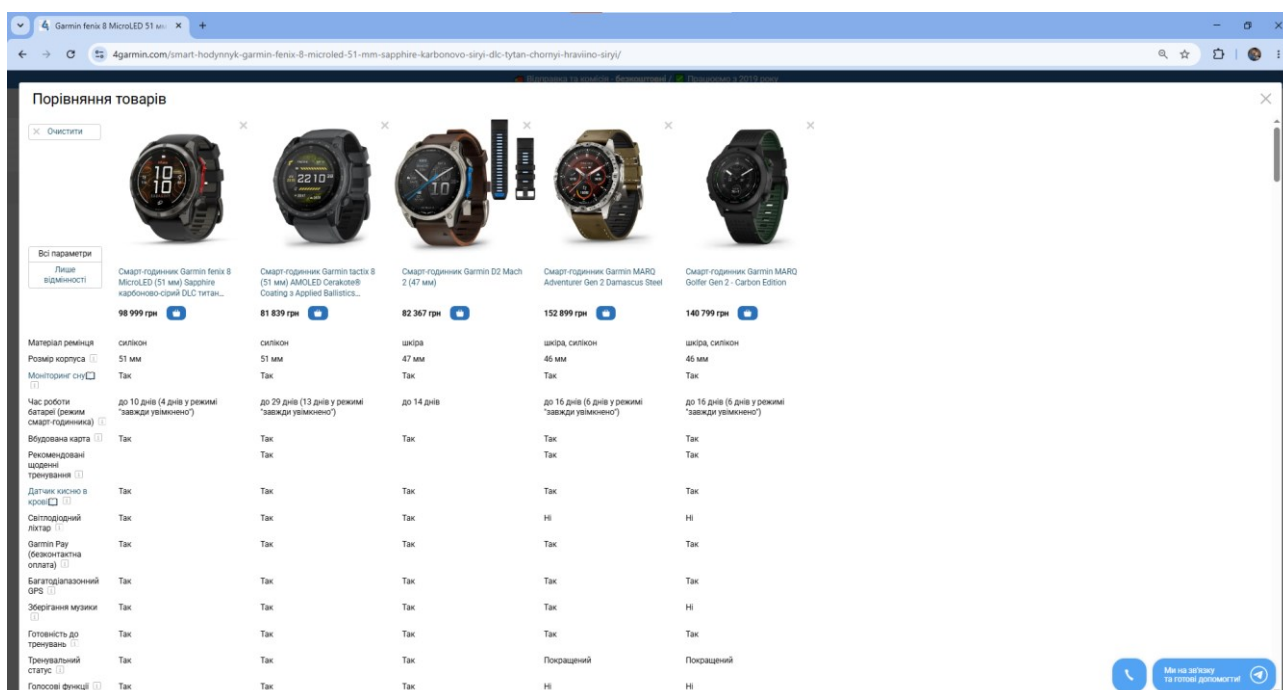 Garmin fenix 8 MicroLED 51 мм
4garmin.com/smart-hodynnyk-garmin-fenix-8-microled-51-mm-sapphire-karbonovo-siryi-dlc-tytan-chornyi-hraviino-siryi/
Відправка та комісія - безкоштовні / Працюємо з 2019 року
Порівняння товарів
Очистити
Всі параметри
Лише
відмінності
Смарт-годинник Garmin fenix 8
MicroLED (51 мм) Sapphire
карбоново-сірий DLC титан...
98 999 грн
Смарт-годинник Garmin tactix 8
(51 мм) AMOLED Cerakote®
Coating з Applied Ballistics...
81 839 грн
Смарт-годинник Garmin D2 Mach
2 (47 мм)
82 367 грн
Смарт-годинник Garmin MARQ
Adventurer Gen 2 Damascus Steel
152 899 грн
Смарт-годинник Garmin MARQ
Golfer Gen 2 - Carbon Edition
140 799 грн
Матеріал ремінця силікон силікон шкіра шкіра, силікон шкіра, силікон
Розмір корпуса 51 мм 51 мм 47 мм 46 мм 46 мм
Моніторинг сну Так Так Так Так Так
Час роботи
батареї (режим
смарт-годинника)
до 10 днів (4 днів у режимі
"завжди увімкнено")
до 29 днів (13 днів у режимі
"завжди увімкнено")
до 14 днів
до 16 днів (6 днів у режимі
"завжди увімкнено")
до 16 днів (6 днів у режимі
"завжди увімкнено")
Вбудована карта Так Так Так Так Так
Рекомендовані
щоденні
тренування
Так Так Так
Датчик кисню в
крові
Так Так Так Так Так
Світлодіодний
ліхтар
Так Так Так Ні Ні
Garmin Pay
(безконтактна
оплата)
Так Так Так Так Так
Багатодіапазонний
GPS
Так Так Так Так Так
Зберігання музики Так Так Так Так Ні
Готовність до
тренувань
Так Так Так Так Так
Тренувальний
статус
Так Так Так Покращений Покращений
Голосові функції Так Так Так Ні Ні
Ми на зв'язку
та готові допомогти!